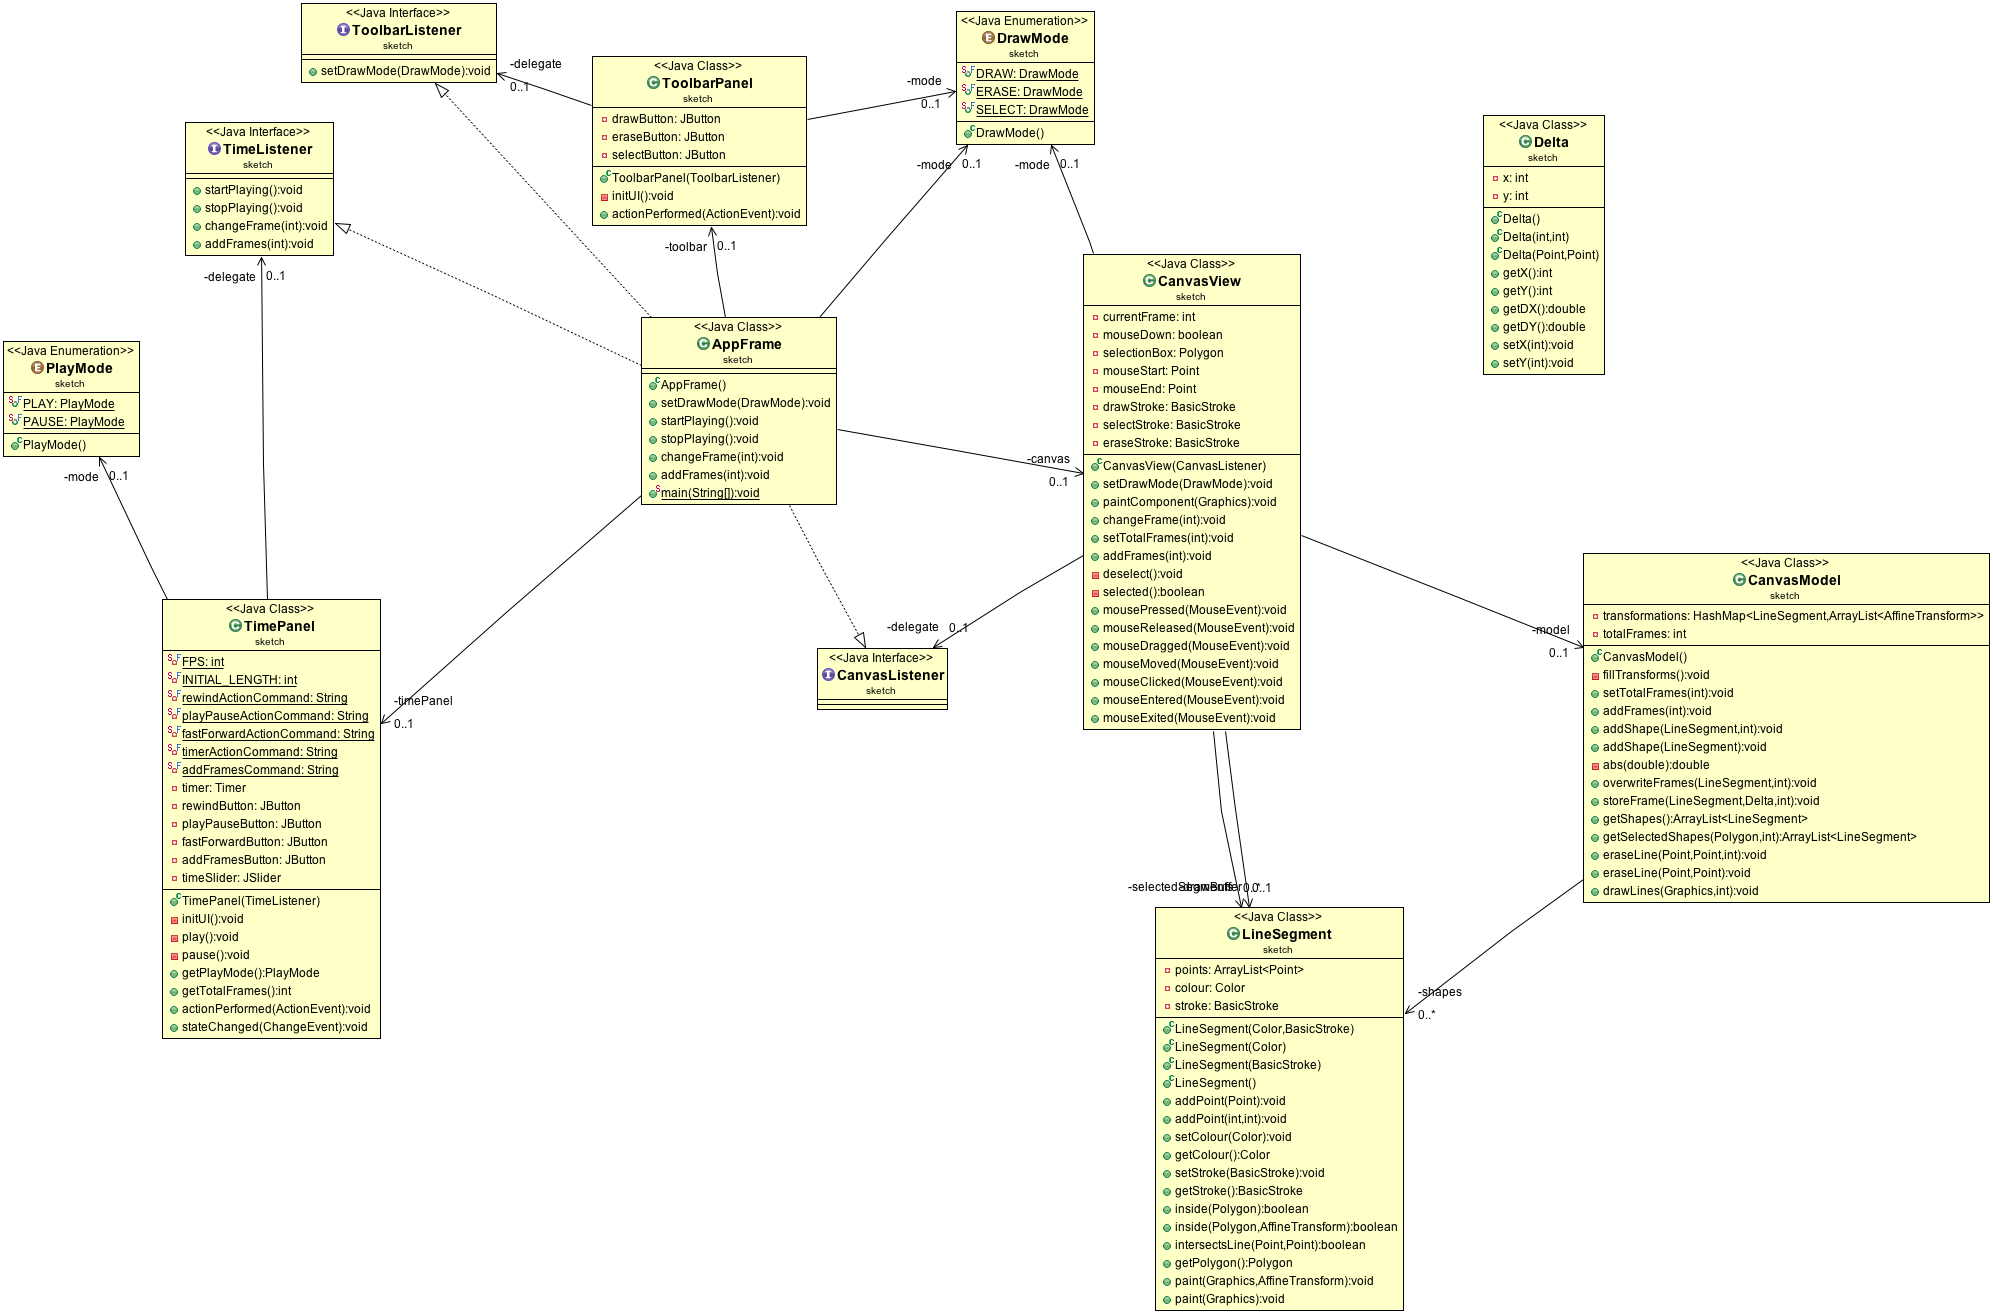 <<Java Interface>>
ToolbarListener
sketch
setDrawMode(DrawMode):void
-delegate
0..1
<<Java Class>>
ToolbarPanel
sketch
drawButton: JButton
eraseButton: JButton
selectButton: JButton
ToolbarPanel(ToolbarListener)
initUI():void
actionPerformed(ActionEvent):void
-mode
0..1
<<Java Enumeration>>
DrawMode
sketch
DRAW: DrawMode
ERASE: DrawMode
SELECT: DrawMode
DrawMode()
-mode
0..1
-mode
0..1
<<Java Class>>
Delta
sketch
x: int
y: int
Delta()
Delta(int,int)
Delta(Point,Point)
getX():int
getY():int
getDX():double
getDY():double
setX(int):void
setY(int):void
<<Java Interface>>
TimeListener
sketch
startPlaying():void
stopPlaying():void
changeFrame(int):void
addFrames(int):void
-delegate
0..1
-toolbar
0..1
<<Java Enumeration>>
PlayMode
sketch
PLAY: PlayMode
PAUSE: PlayMode
PlayMode()
-mode
0..1
<<Java Class>>
AppFrame
sketch
AppFrame()
setDrawMode(DrawMode):void
startPlaying():void
stopPlaying():void
changeFrame(int):void
addFrames(int):void
main(String[]):void
-canvas
0..1
<<Java Class>>
CanvasView
sketch
currentFrame: int
mouseDown: boolean
selectionBox: Polygon
mouseStart: Point
mouseEnd: Point
drawStroke: BasicStroke
selectStroke: BasicStroke
eraseStroke: BasicStroke
CanvasView(CanvasListener)
setDrawMode(DrawMode):void
paintComponent(Graphics):void
changeFrame(int):void
setTotalFrames(int):void
addFrames(int):void
deselect():void
selected():boolean
mousePressed(MouseEvent):void
mouseReleased(MouseEvent):void
mouseDragged(MouseEvent):void
mouseMoved(MouseEvent):void
mouseClicked(MouseEvent):void
mouseEntered(MouseEvent):void
mouseExited(MouseEvent):void
-delegate
0..1
<<Java Interface>>
CanvasListener
sketch
-model
0..1
<<Java Class>>
CanvasModel
sketch
transformations: HashMap<LineSegment,ArrayList<AffineTransform>>
totalFrames: int
CanvasModel()
fillTransforms():void
setTotalFrames(int):void
addFrames(int):void
addShape(LineSegment,int):void
addShape(LineSegment):void
abs(double):double
overwriteFrames(LineSegment,int):void
storeFrame(LineSegment,Delta,int):void
getShapes():ArrayList<LineSegment>
getSelectedShapes(Polygon,int):ArrayList<LineSegment>
eraseLine(Point,Point,int):void
eraseLine(Point,Point):void
drawLines(Graphics,int):void
<<Java Class>>
TimePanel
sketch
FPS: int
INITIAL_LENGTH: int
rewindActionCommand: String
playPauseActionCommand: String
fastForwardActionCommand: String
timerActionCommand: String
addFramesCommand: String
timer: Timer
rewindButton: JButton
playPauseButton: JButton
fastForwardButton: JButton
addFramesButton: JButton
timeSlider: JSlider
TimePanel(TimeListener)
initUI():void
play():void
pause():void
getPlayMode():PlayMode
getTotalFrames():int
actionPerformed(ActionEvent):void
stateChanged(ChangeEvent):void
-timePanel
0..1
-shapes
0..*
<<Java Class>>
LineSegment
sketch
points: ArrayList<Point>
colour: Color
stroke: BasicStroke
LineSegment(Color,BasicStroke)
LineSegment(Color)
LineSegment(BasicStroke)
LineSegment()
addPoint(Point):void
addPoint(int,int):void
setColour(Color):void
getColour():Color
setStroke(BasicStroke):void
getStroke():BasicStroke
inside(Polygon):boolean
inside(Polygon,AffineTransform):boolean
intersectsLine(Point,Point):boolean
getPolygon():Polygon
paint(Graphics,AffineTransform):void
paint(Graphics):void